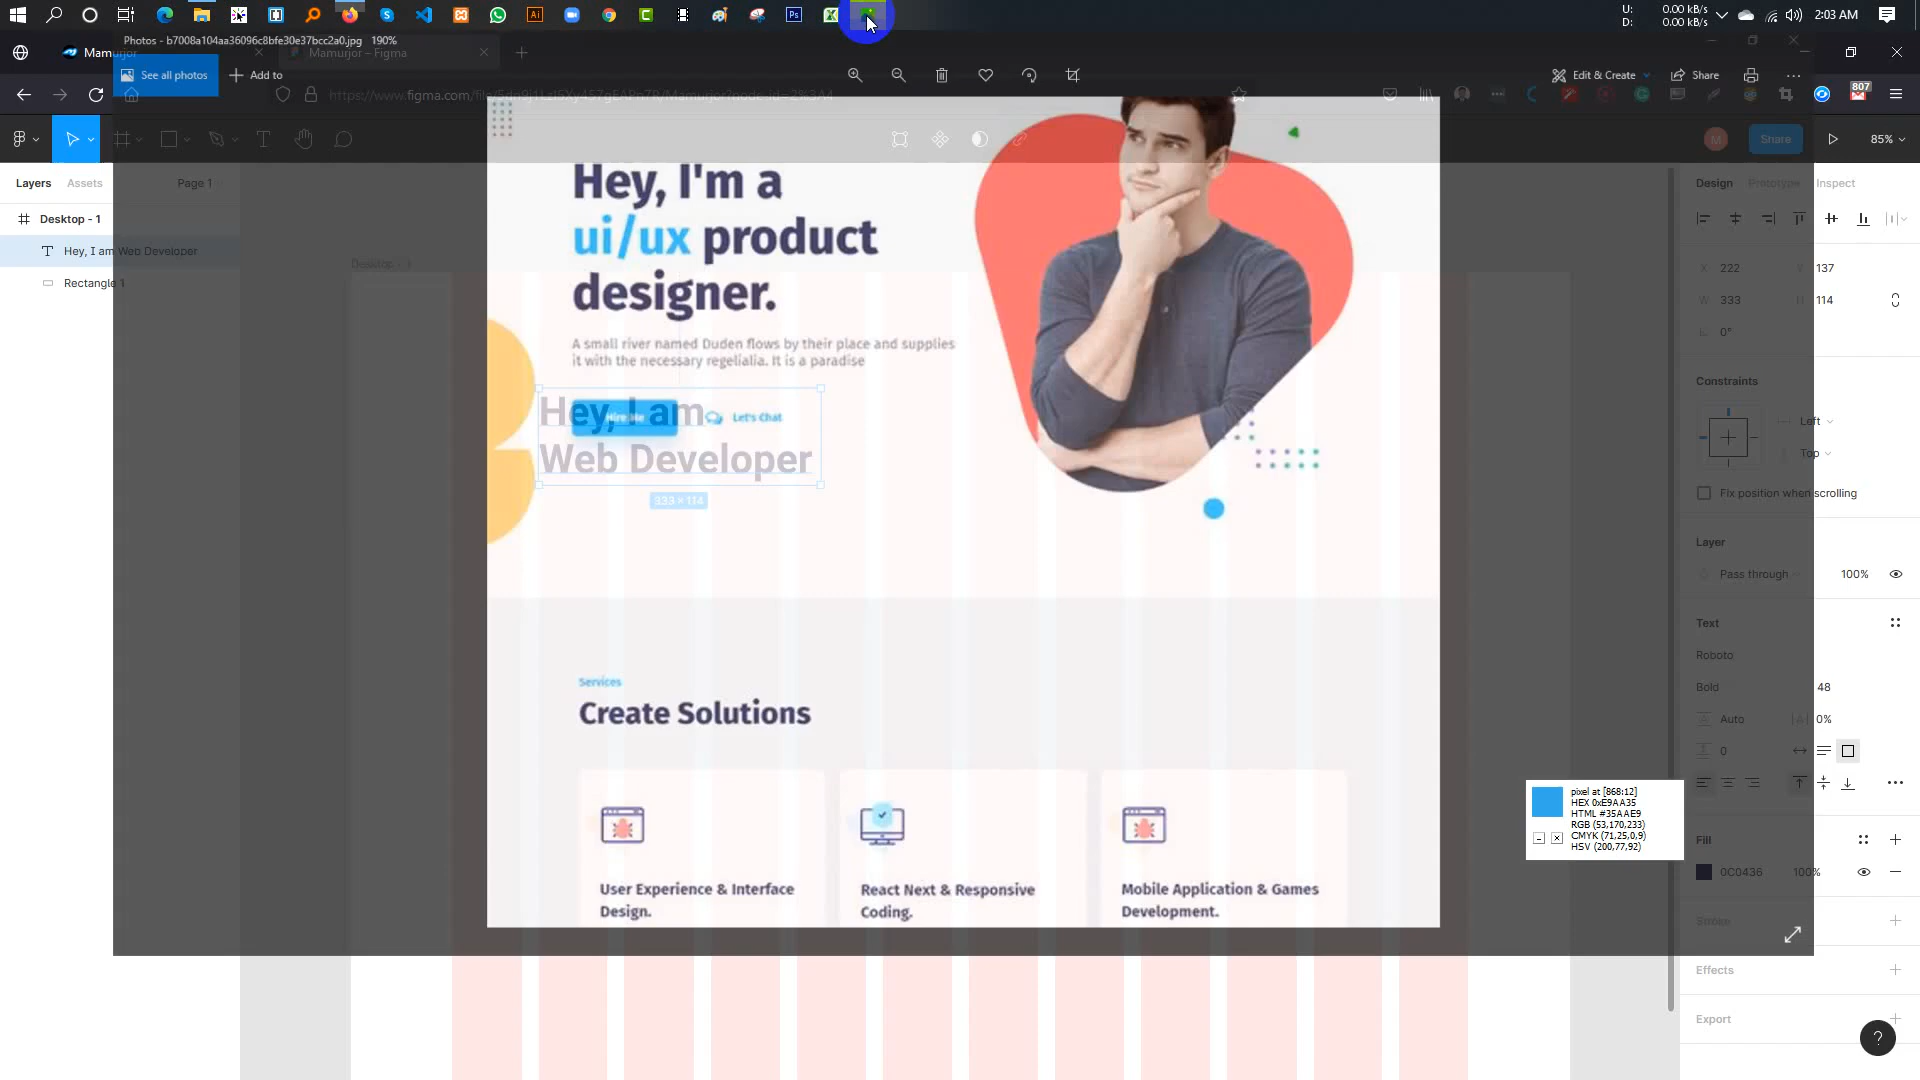 U: 0.00 kB/s
D: 0.00 kB/s
2:03 AM
Photos - b7008a104aa36096c8bfe30e37bcc2a0.jpg 190%
Mamurjor
Mamurjor – Figma
See all photos
Add to
Edit & Create
Share
807
Share
85%
Layers
Assets
Page 1
Design
Prototype
Inspect
Desktop - 1
Hey, I am Web Developer
Rectangle 1
Desktop - 1
Hey, I'm a
ui/ux product
designer.
A small river named Duden flows by their place and supplies
it with the necessary regelialia. It is a paradise
Hire Me
Let's Chat
Hey, I am
Web Developer
333 × 114
Services
Create Solutions
User Experience & Interface
Design.
React Next & Responsive
Coding.
Mobile Application & Games
Development.
X 222
Y 137
W 333
H 114
0°
Constraints
Left
Top
Fix position when scrolling
Layer
Pass through
100%
Text
Roboto
Bold
48
Auto
0%
0
pixel at [868:12]
HEX 0xE9AA35
HTML #35AAE9
RGB (53,170,233)
CMYK (71,25,0,9)
HSV (200,77,92)
Fill
0C0436
100%
Stroke
Effects
Export
?